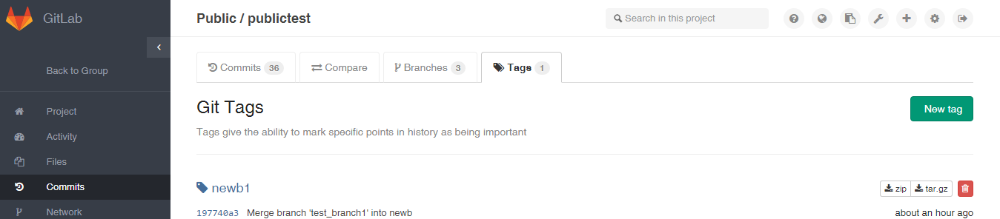 GitLab
Public / publictest
Search in this project
Back to Group
Commits 36
Compare
Branches 3
Tags 1
Project
Activity
Files
Commits
Network
Git Tags
New tag
Tags give the ability to mark specific points in history as being important
newb1
zip
tar.gz
197740a3 Merge branch 'test_branch1' into newb
about an hour ago